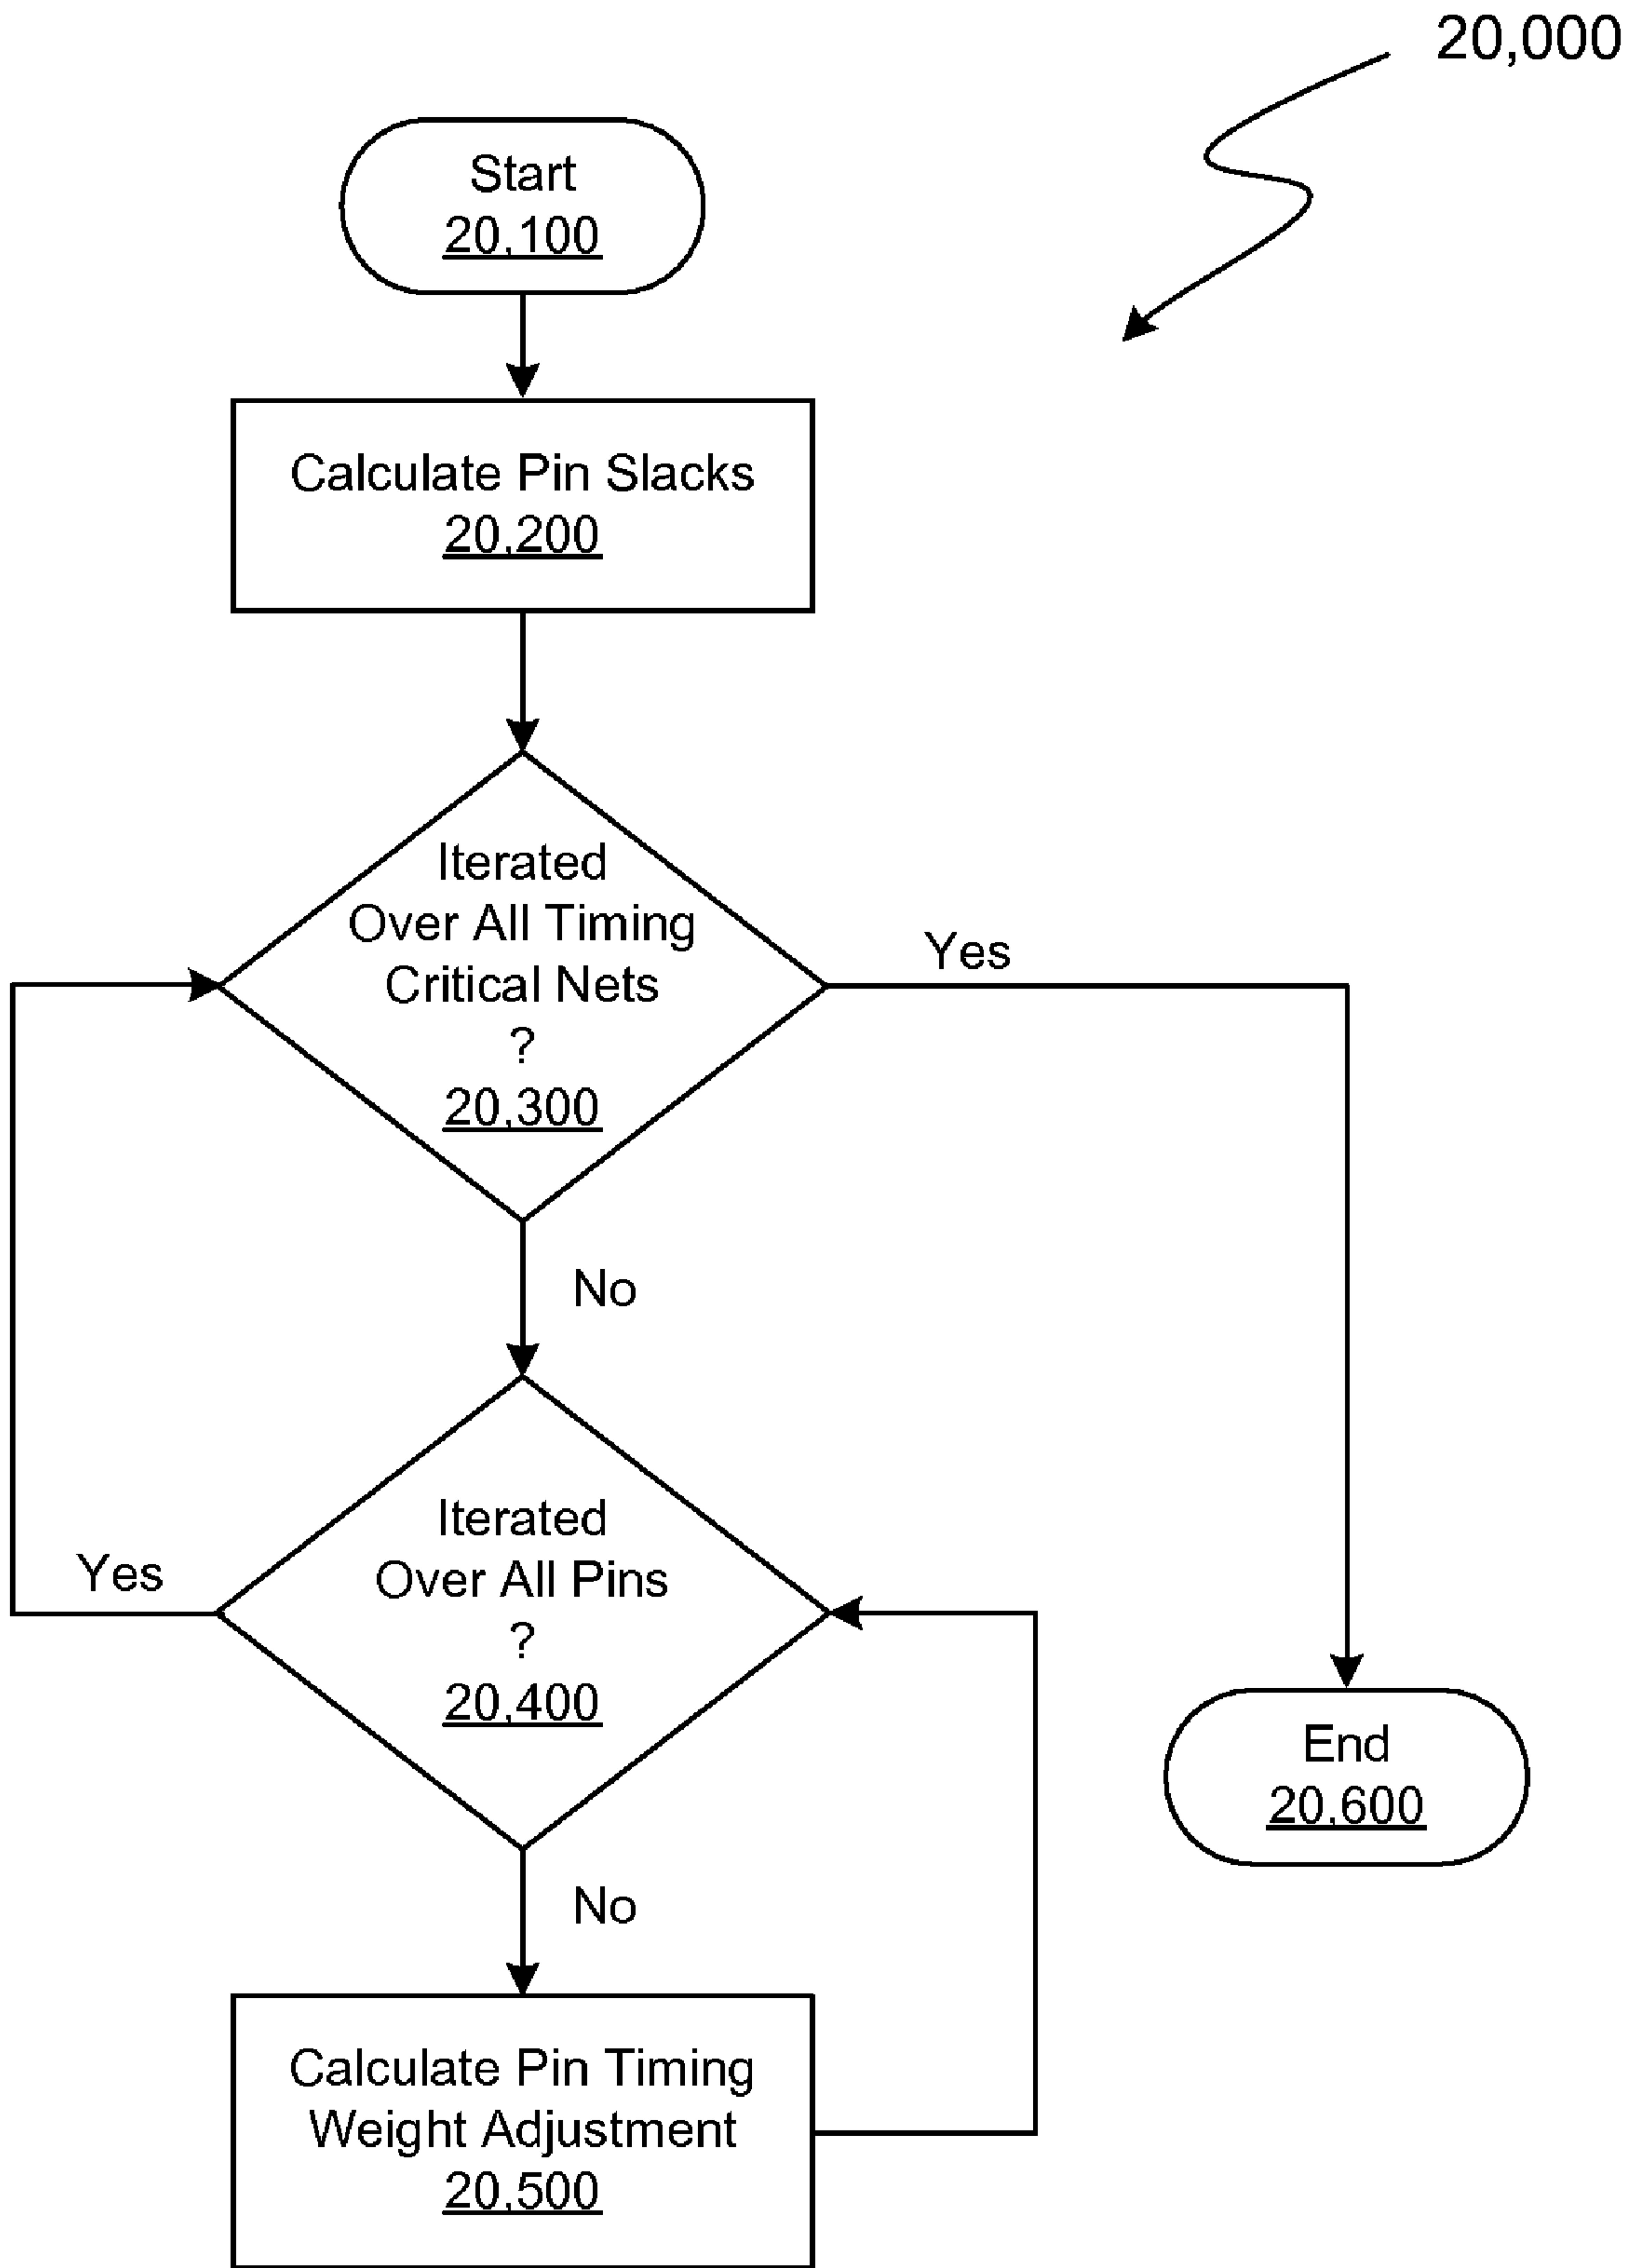 20,000
Start
20,100
Calculate Pin Slacks
20,200
Iterated
Over All Timing
Critical Nets
?
20,300
Yes
No
Iterated
Over All Pins
?
20,400
Yes
No
End
20,600
Calculate Pin Timing
Weight Adjustment
20,500